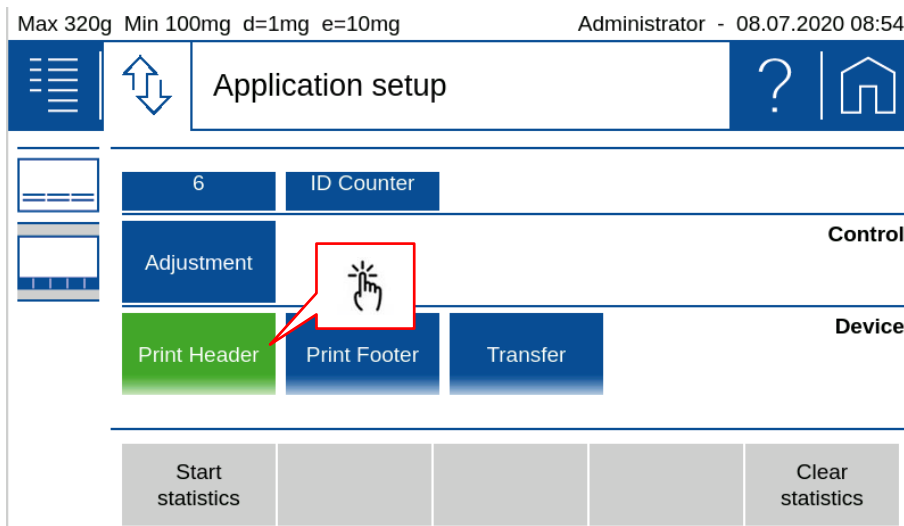 Max 320g Min 100mg d=1mg e=10mg Administrator - 08.07.2020 08:54
Application setup ?
6 ID Counter
Control
Adjustment
Device
Print Header Print Footer Transfer
Start
statistics
Clear
statistics